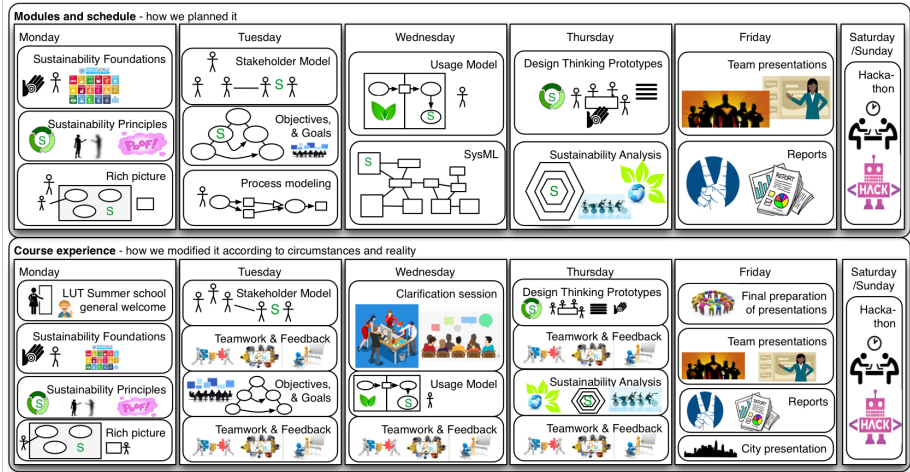 Modules and schedule - how we planned it
Monday
Tuesday
Wednesday
Thursday
Friday
Saturday
/Sunday
Sustainability Foundations
Sustainability Principles
S
POOF!
Rich picture
S
Stakeholder Model
S
Objectives,
& Goals
S
Process modeling
Usage Model
S
SysML
S
Design Thinking Prototypes
S
Sustainability Analysis
S
Team presentations
Reports
REPORT
Hacka-
thon
<HACK>
Course experience - how we modified it according to circumstances and reality
Monday
Tuesday
Wednesday
Thursday
Friday
Saturday
/Sunday
LUT Summer school
general welcome
Sustainability Foundations
Sustainability Principles
S
POOF!
Rich picture
S
Stakeholder Model
S
Teamwork & Feedback
Objectives,
& Goals
Teamwork & Feedback
Clarification session
Usage Model
S
Teamwork & Feedback
Design Thinking Prototypes
S
Teamwork & Feedback
Sustainability Analysis
S
Teamwork & Feedback
Final preparation
of presentations
Team presentations
Reports
REPORT
City presentation
Hacka-
thon
<HACK>